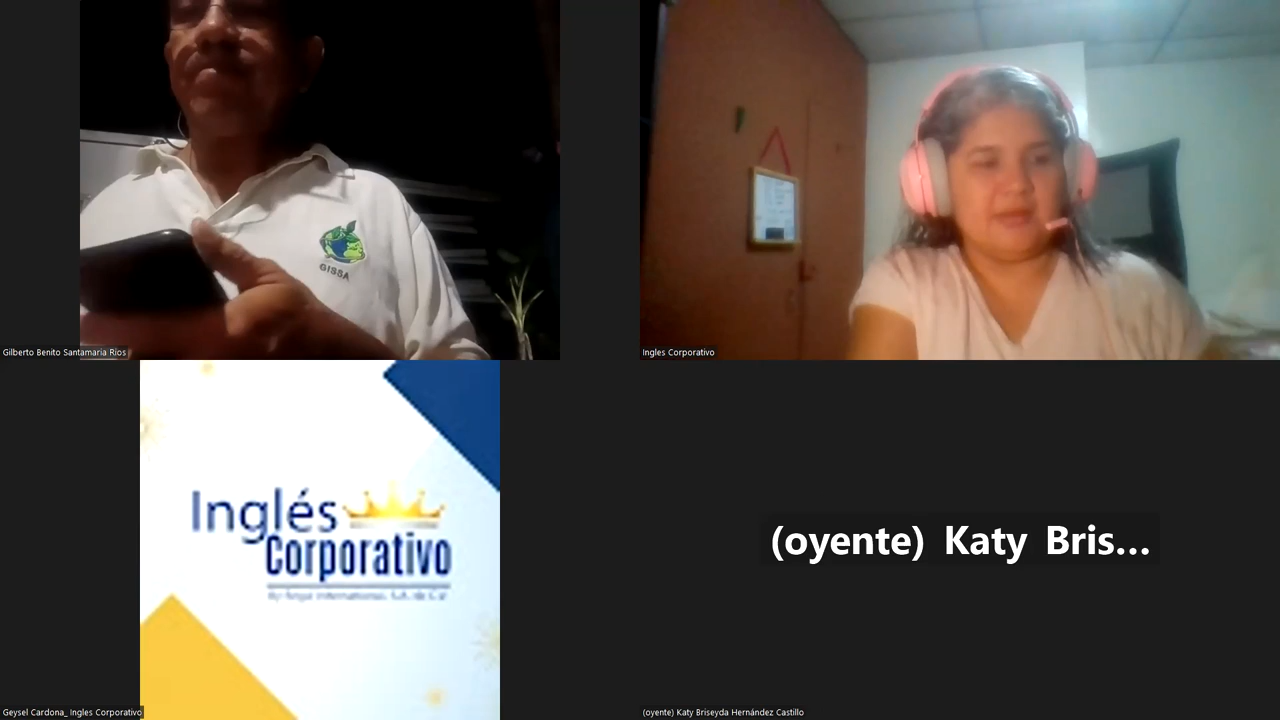 GISSA
Gilberto Benito Santamaria Rios
Ingles Corporativo
Inglés
Corporativo
Geysel Cardona_ Ingles Corporativo
(oyente) Katy Bris...
(oyente) Katy Briseyda Hernández Castillo